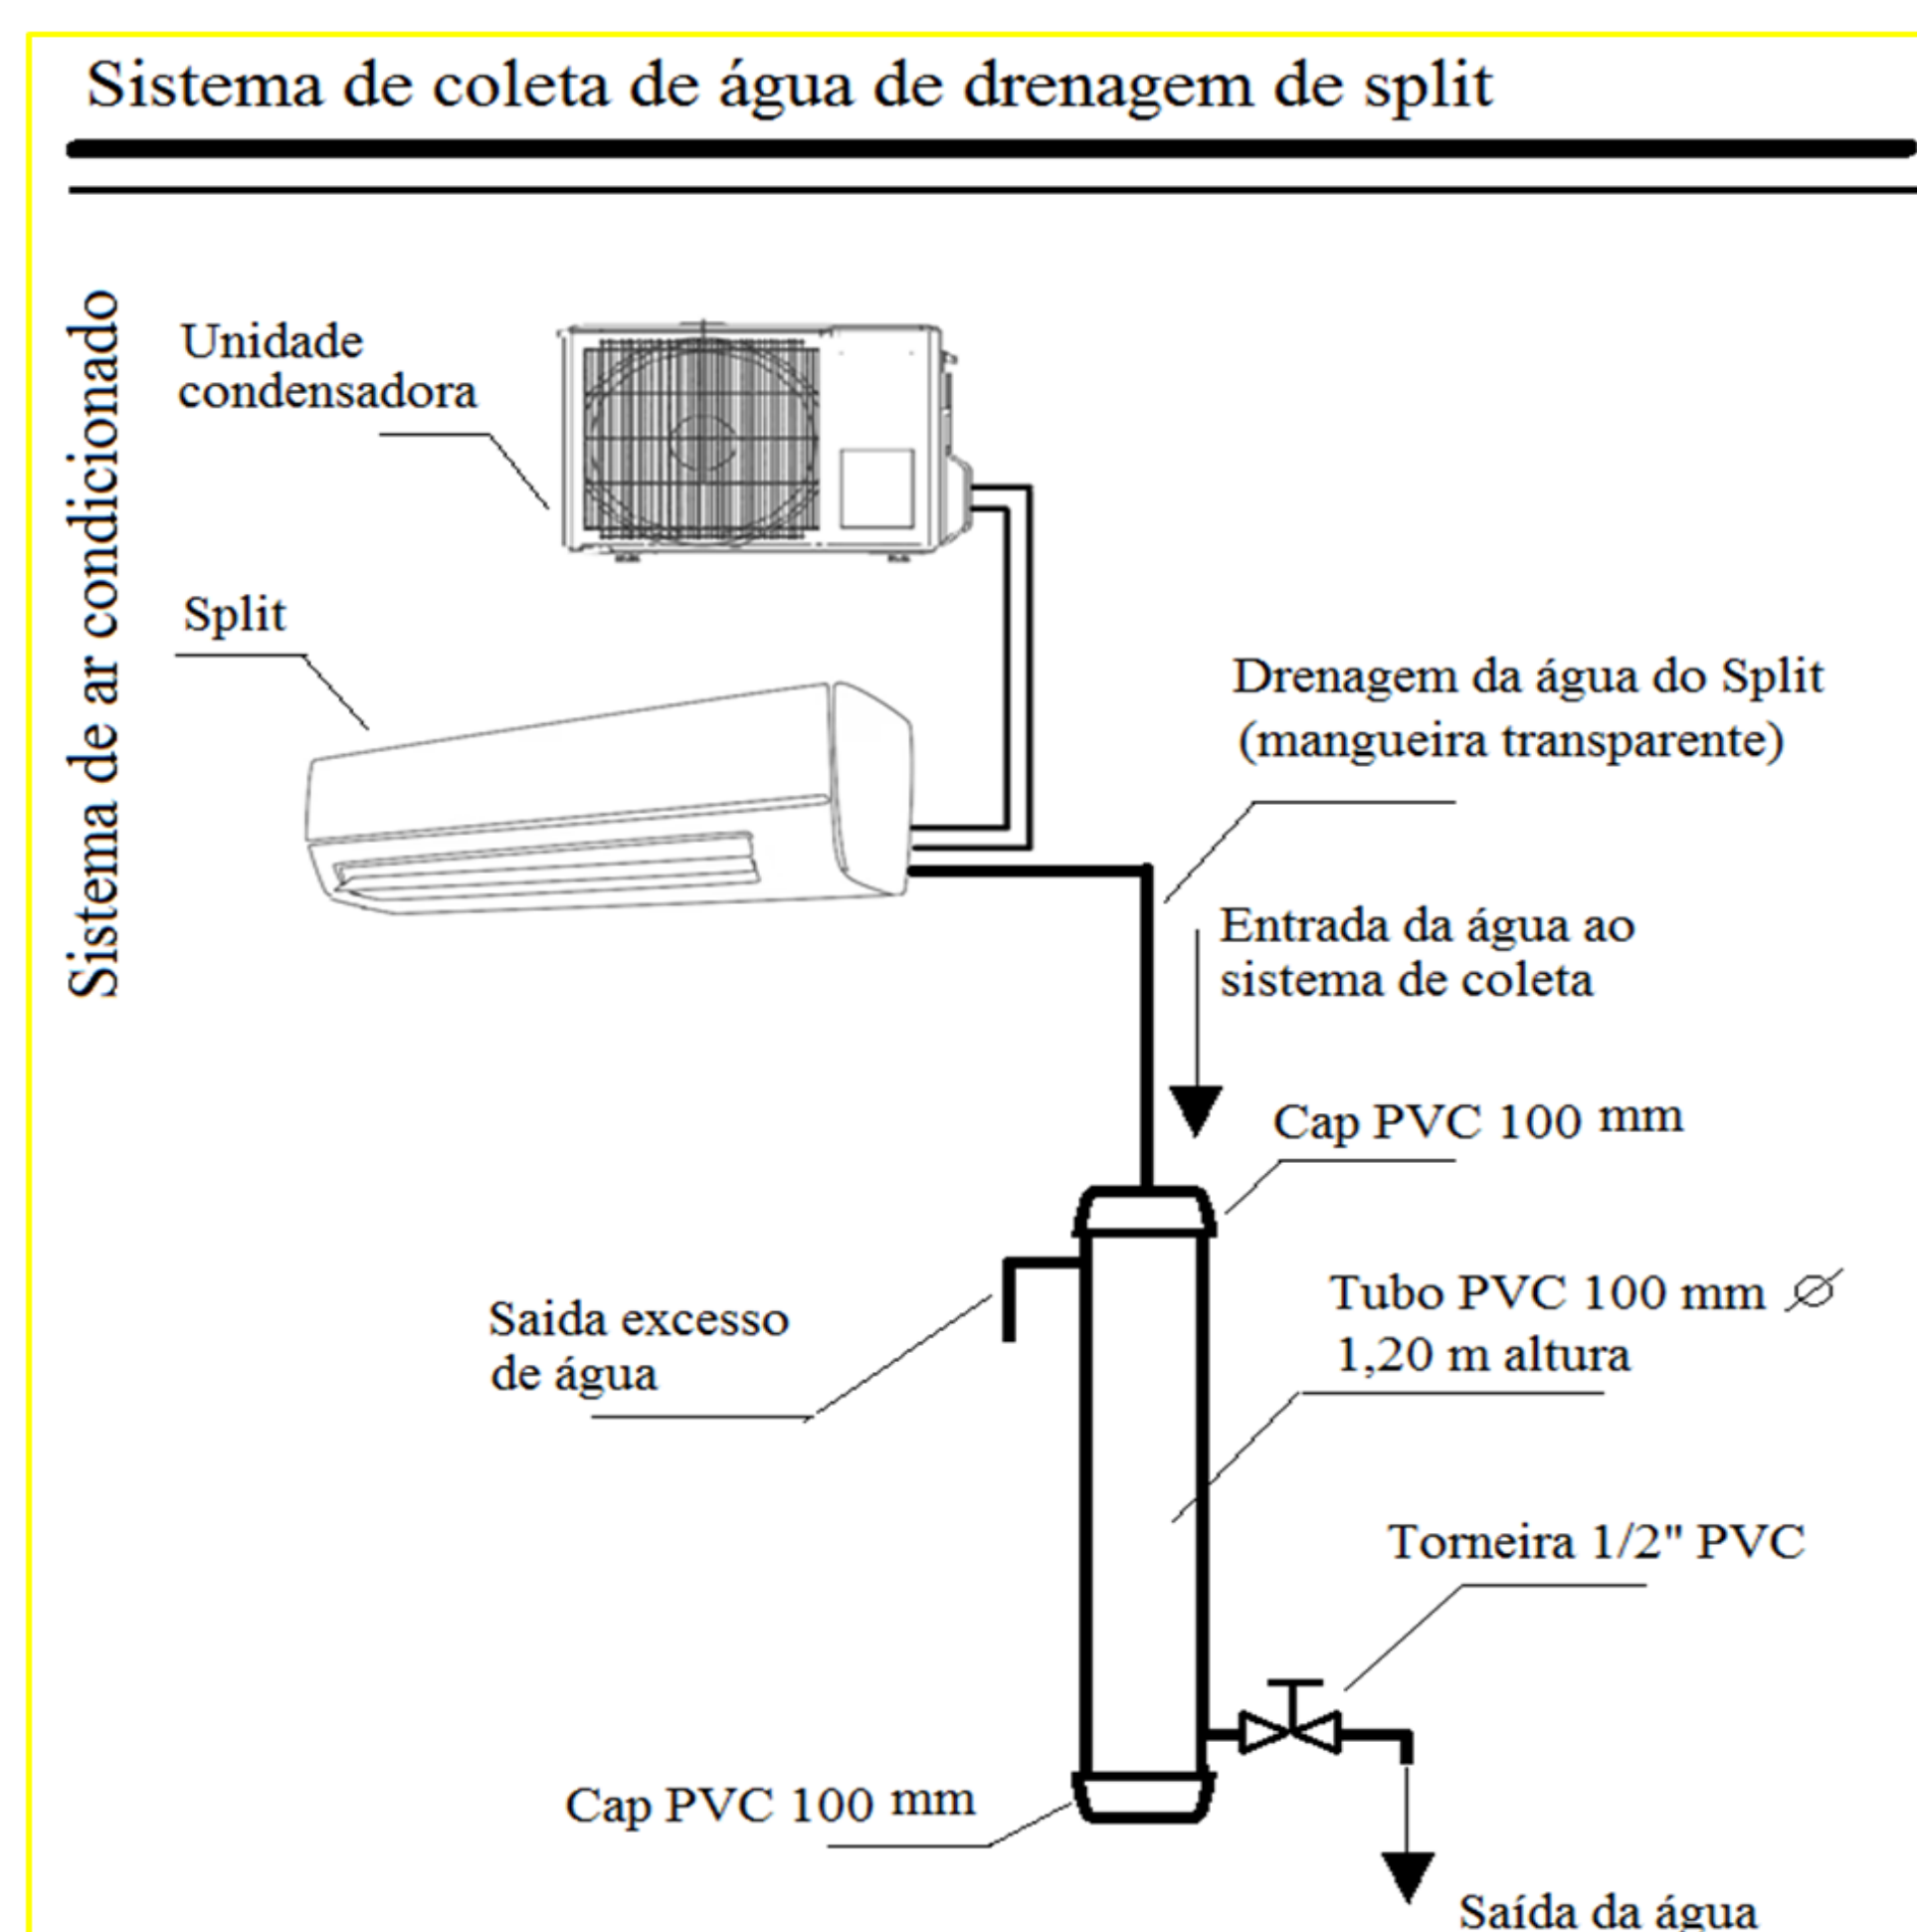 Sistema de coleta de água de drenagem de split
Sistema de ar condicionado
Unidade
condensadora
Split
Drenagem da água do Split
(mangueira transparente)
Entrada da água ao
sistema de coleta
Cap PVC 100 mm
Saida excesso
de água
Tubo PVC 100 mm ⌀
1,20 m altura
Torneira 1/2" PVC
Cap PVC 100 mm
Saída da água